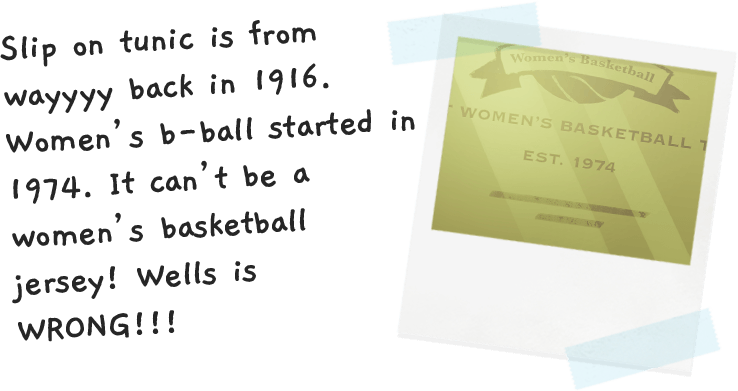 Slip on tunic is from
wayyyy back in 1916.
Women's b-ball started in
1974. It can't be a
women's basketball
jersey! Wells is
WRONG!!!
Women's Basketball
WOMEN'S BASKETBALL T
EST. 1974